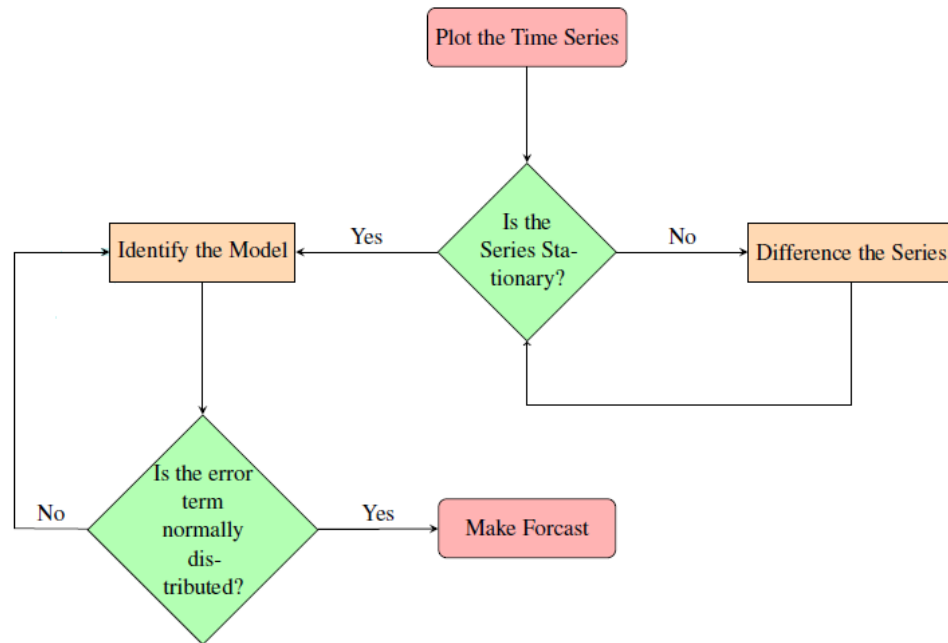 Plot the Time Series
Is the
Series Sta-
tionary?
Yes
No
Identify the Model
Difference the Series
Is the error
term
normally
dis-
tributed?
No
Yes
Make Forcast